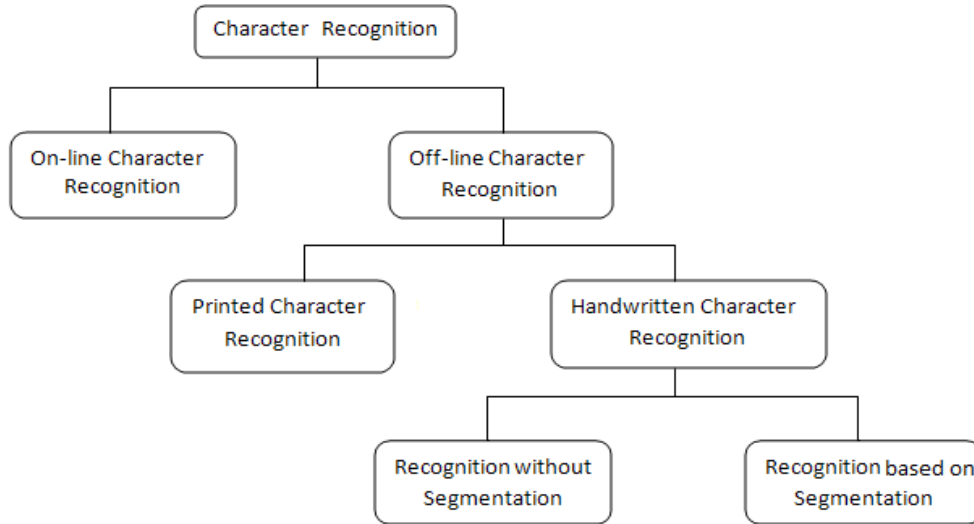 Character Recognition
On-line Character
Recognition
Off-line Character
Recognition
Printed Character
Recognition
Handwritten Character
Recognition
Recognition without
Segmentation
Recognition based on
Segmentation